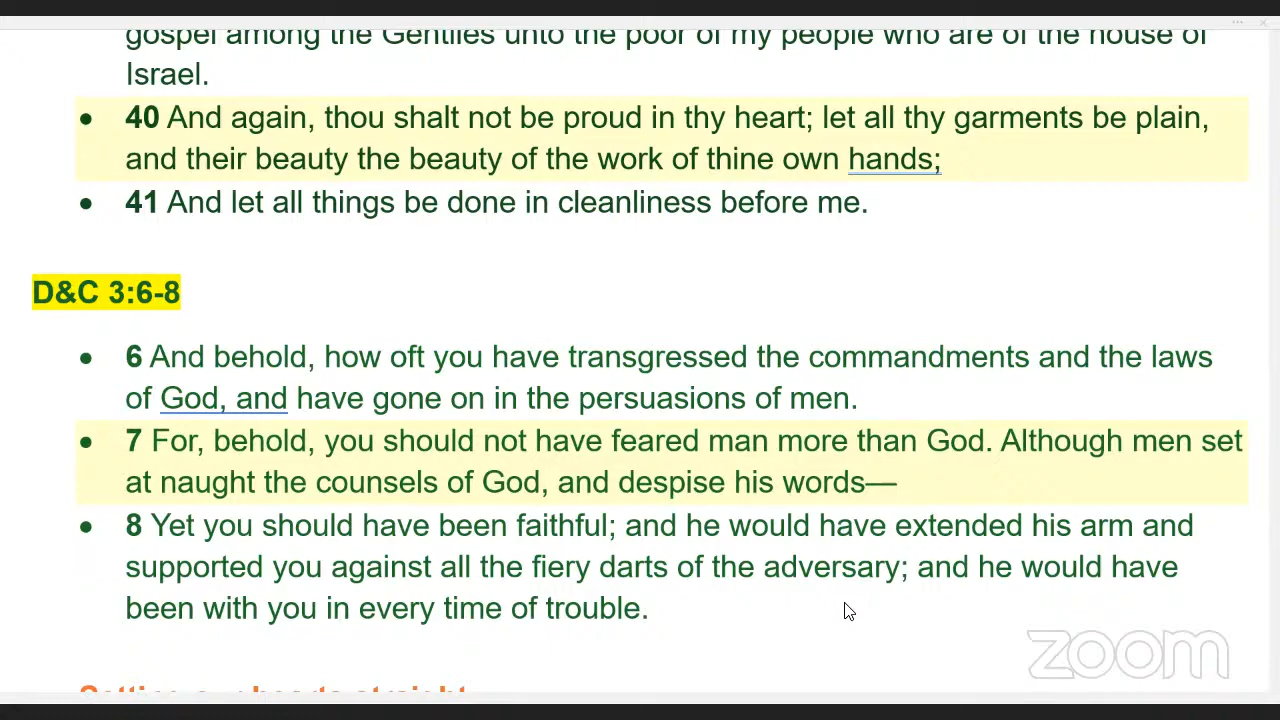 gospel among the Gentiles unto the poor of my people who are of the house of
Israel.
• 40 And again, thou shalt not be proud in thy heart; let all thy garments be plain,
and their beauty the beauty of the work of thine own hands;
• 41 And let all things be done in cleanliness before me.
D&C 3:6-8
• 6 And behold, how oft you have transgressed the commandments and the laws
of God, and have gone on in the persuasions of men.
• 7 For, behold, you should not have feared man more than God. Although men set
at naught the counsels of God, and despise his words—
• 8 Yet you should have been faithful; and he would have extended his arm and
supported you against all the fiery darts of the adversary; and he would have
been with you in every time of trouble.
zoom
Setting our hearts straight